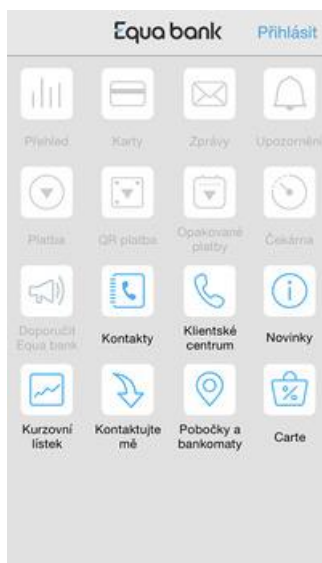 Equa bank
Přihlásit
Přehled
Karty
Zprávy
Upozornění
Platba
QR platba
Opakované
platby
Čekárna
Doporučit
Equa bank
Kontakty
Klientské
centrum
Novinky
Kurzovní
lístek
Kontaktujte
mě
Pobočky a
bankomaty
%
Carte